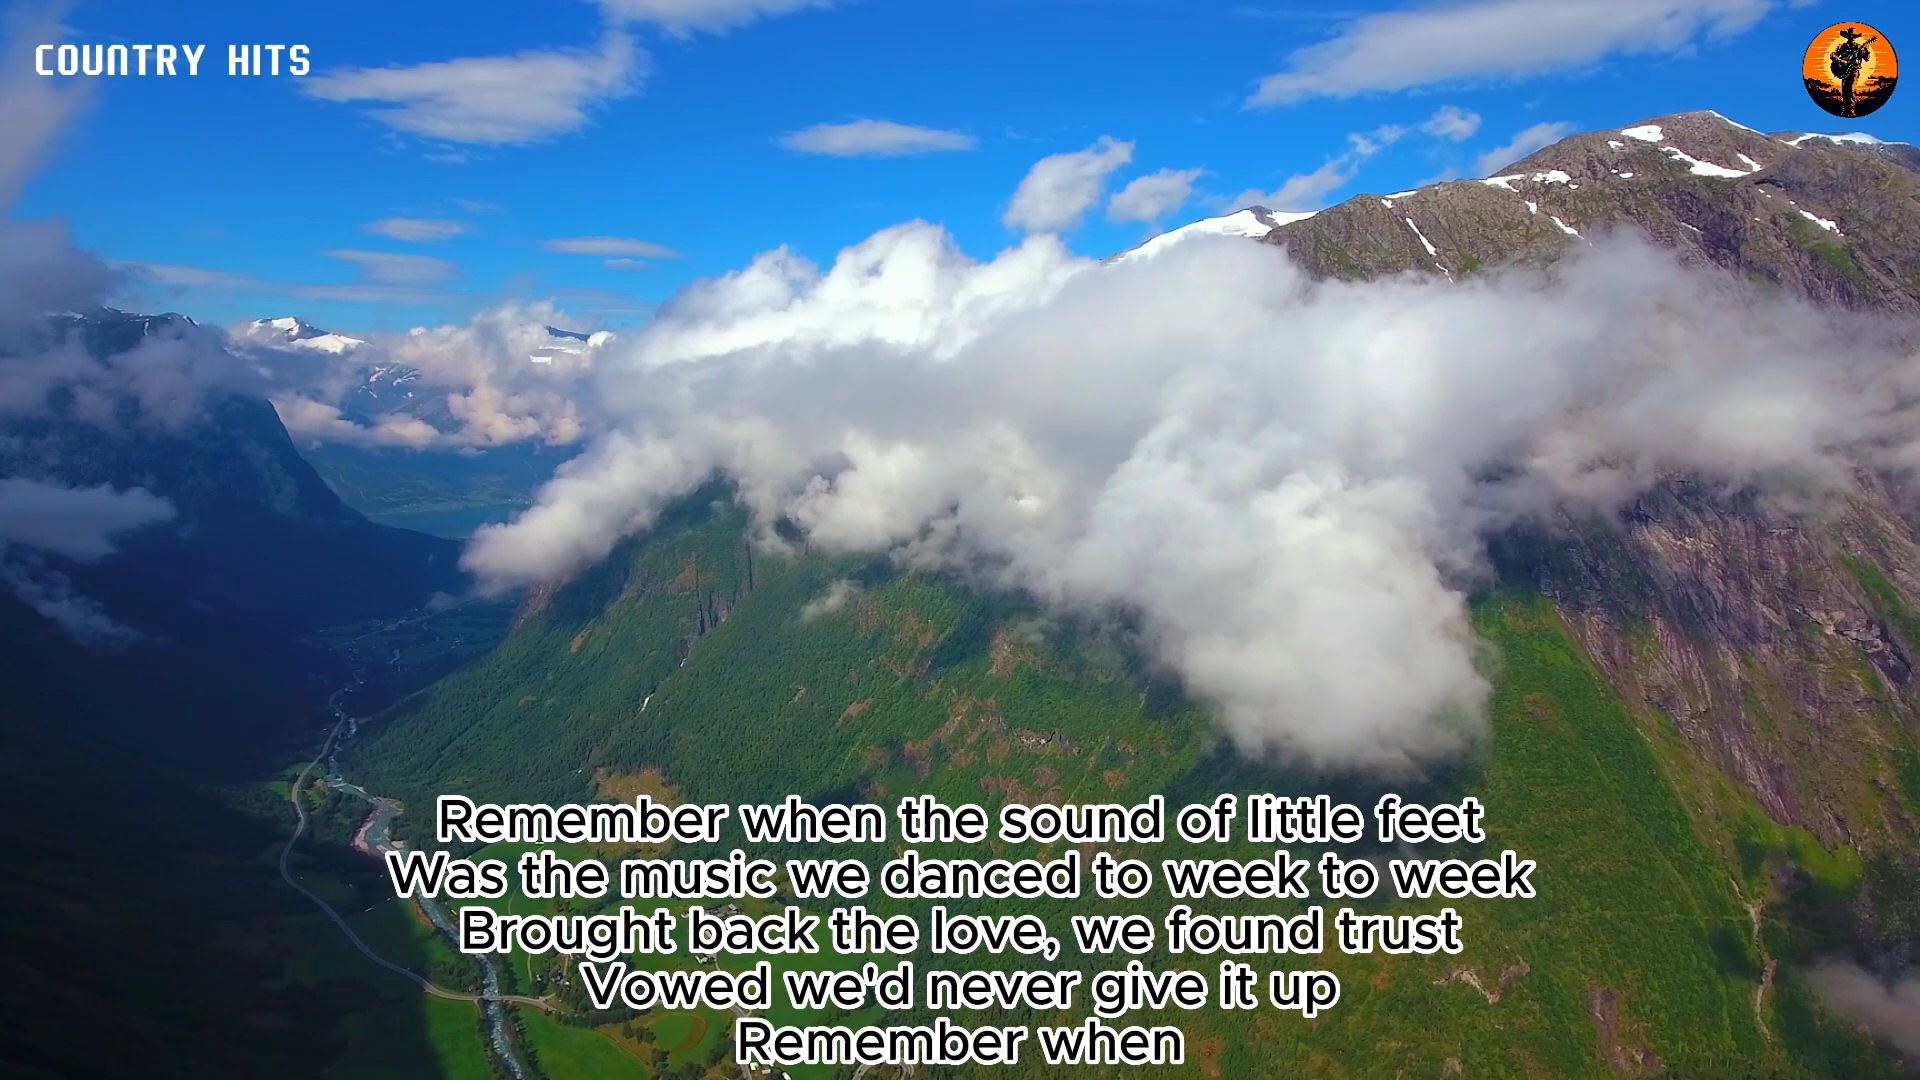 COUNTRY HITS
Remember when the sound of little feet
Was the music we danced to week to week
Brought back the love, we found trust
Vowed we'd never give it up
Remember when